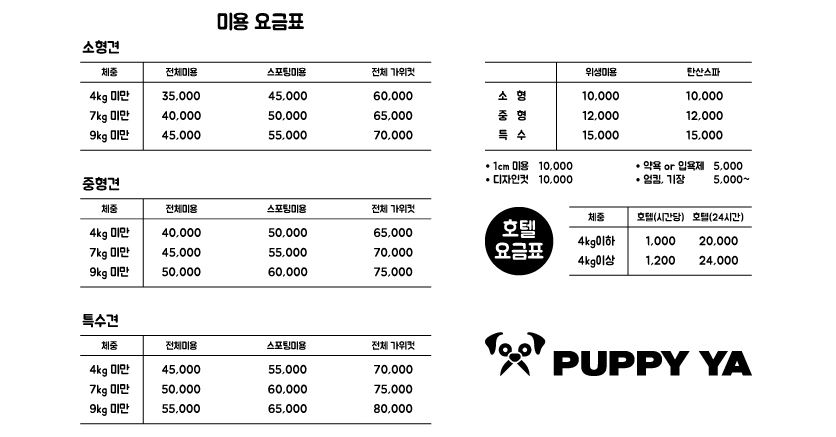 미용 요금표
소형견
체중 전체미용 스포팅미용 전체 가위컷
4kg 미만 35,000 45,000 60,000
7kg 미만 40,000 50,000 65,000
9kg 미만 45,000 55,000 70,000
중형견
체중 전체미용 스포팅미용 전체 가위컷
4kg 미만 40,000 50,000 65,000
7kg 미만 45,000 55,000 70,000
9kg 미만 50,000 60,000 75,000
특수견
체중 전체미용 스포팅미용 전체 가위컷
4kg 미만 45,000 55,000 70,000
7kg 미만 50,000 60,000 75,000
9kg 미만 55,000 65,000 80,000
위생미용 탄산스파
소 형 10,000 10,000
중 형 12,000 12,000
특 수 15,000 15,000
• 1cm 미용 10,000 • 약욕 or 입욕제 5,000
• 디자인컷 10,000 • 엉킴, 기장 5,000~
호텔
요금표
체중 호텔(시간당) 호텔(24시간)
4kg이하 1,000 20,000
4kg이상 1,200 24,000
PUPPY YA